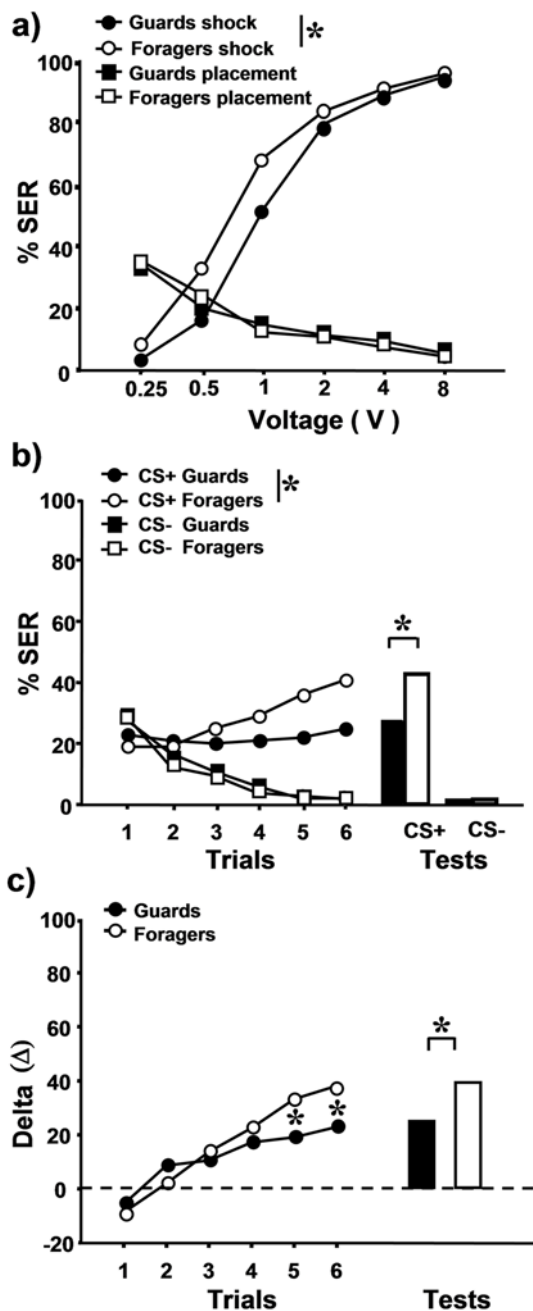 a)
Guards shock
Foragers shock
Guards placement
Foragers placement
*
100
80
60
40
20
0
% SER
0.25 0.5 1 2 4 8
Voltage ( V )
b)
CS+ Guards
CS+ Foragers
CS- Guards
CS- Foragers
*
100
80
60
40
20
0
% SER
*
1 2 3 4 5 6 CS+ CS-
Trials Tests
c)
Guards
Foragers
100
80
60
40
20
0
-20
Delta (Δ)
* * *
1 2 3 4 5 6
Trials Tests